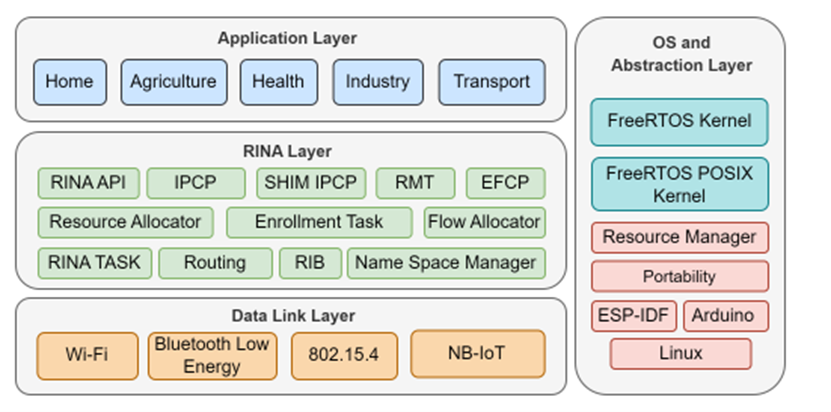 Application Layer
Home
Agriculture
Health
Industry
Transport
RINA Layer
RINA API
IPCP
SHIM IPCP
RMT
EFCP
Resource Allocator
Enrollment Task
Flow Allocator
RINA TASK
Routing
RIB
Name Space Manager
Data Link Layer
Wi-Fi
Bluetooth Low
Energy
802.15.4
NB-IoT
OS and
Abstraction Layer
FreeRTOS Kernel
FreeRTOS POSIX
Kernel
Resource Manager
Portability
ESP-IDF
Arduino
Linux